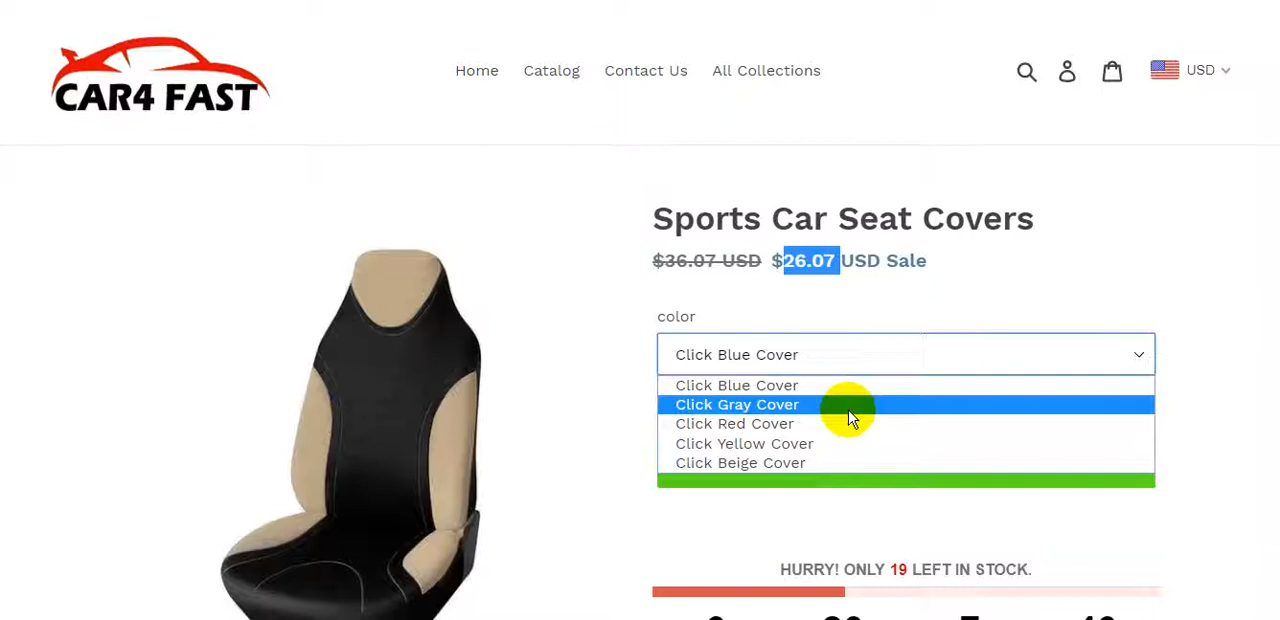 CAR4 FAST
Home Catalog Contact Us All Collections
USD
Sports Car Seat Covers
$36.07 USD $26.07 USD Sale
color
Click Blue Cover
Click Blue Cover
Click Gray Cover
Click Red Cover
Click Yellow Cover
Click Beige Cover
HURRY! ONLY 19 LEFT IN STOCK.